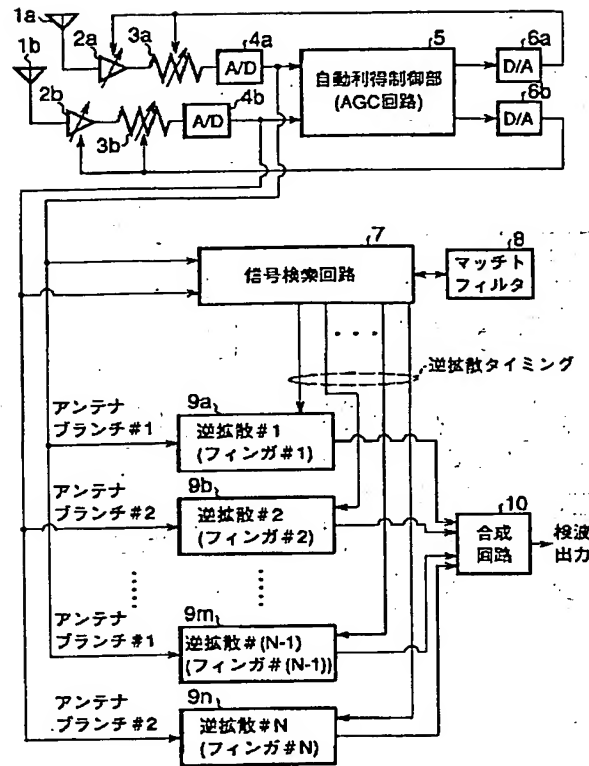 1a
1b
2a
3a
4a
A/D
2b
3b
A/D
4b
5
自動利得制御部
(AGC回路)
6a
D/A
6b
D/A
7
信号検索回路
8
マッチト
フィルタ
逆拡散タイミング
アンテナ
ブランチ#1
9a
逆拡散#1
(フィンガ#1)
アンテナ
ブランチ#2
9b
逆拡散#2
(フィンガ#2)
10
合成
回路
検波
出力
アンテナ
ブランチ#1
9m
逆拡散#(N-1)
(フィンガ#(N-1))
アンテナ
ブランチ#2
9n
逆拡散#N
(フィンガ#N)